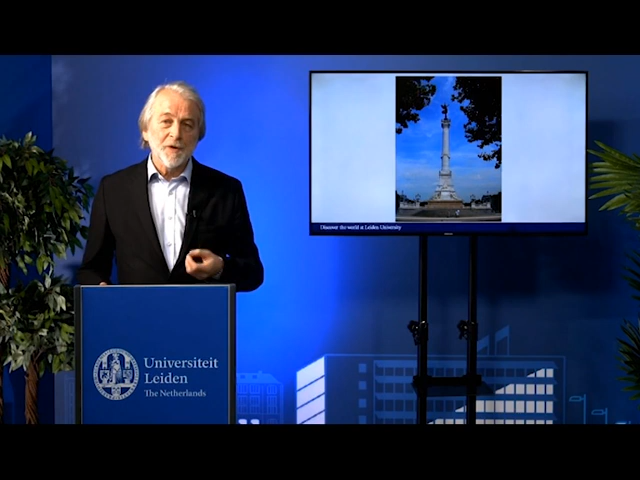 Discover the world at Leiden University
Universiteit
Leiden
The Netherlands